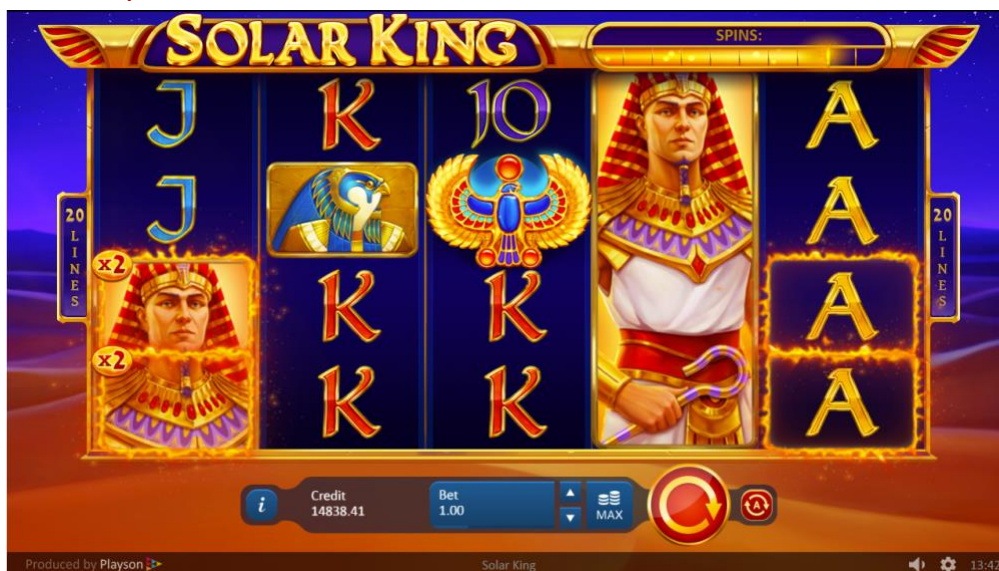 SOLAR KING
SPINS:
J K 10 A
J A
20 LINES
20 LINES
x2
K K A
x2
K K A
i
Credit
14838.41
Bet
1.00
MAX
A
Produced by Playson
Solar King
13:42